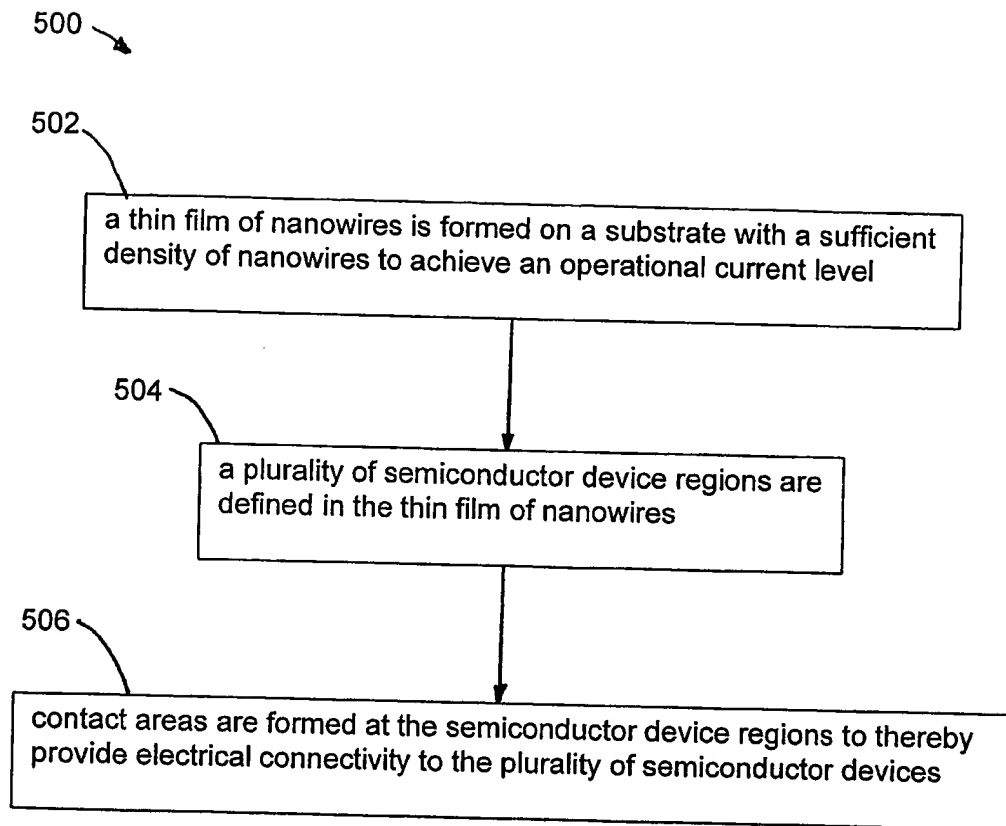 500
502
a thin film of nanowires is formed on a substrate with a sufficient
density of nanowires to achieve an operational current level
504
a plurality of semiconductor device regions are
defined in the thin film of nanowires
506
contact areas are formed at the semiconductor device regions to thereby
provide electrical connectivity to the plurality of semiconductor devices